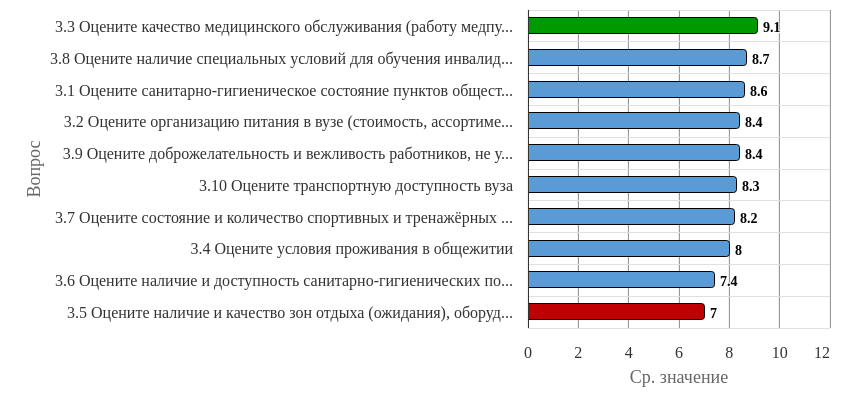 3.3 Оцените качество медицинского обслуживания (работу медпу... 9.1
3.8 Оцените наличие специальных условий для обучения инвалид... 8.7
3.1 Оцените санитарно-гигиеническое состояние пунктов общест... 8.6
3.2 Оцените организацию питания в вузе (стоимость, ассортиме... 8.4
3.9 Оцените доброжелательность и вежливость работников, не у... 8.4
3.10 Оцените транспортную доступность вуза 8.3
3.7 Оцените состояние и количество спортивных и тренажёрных ... 8.2
3.4 Оцените условия проживания в общежитии 8
3.6 Оцените наличие и доступность санитарно-гигиенических по... 7.4
3.5 Оцените наличие и качество зон отдыха (ожидания), оборуд... 7
Вопрос
0 2 4 6 8 10 12
Ср. значение